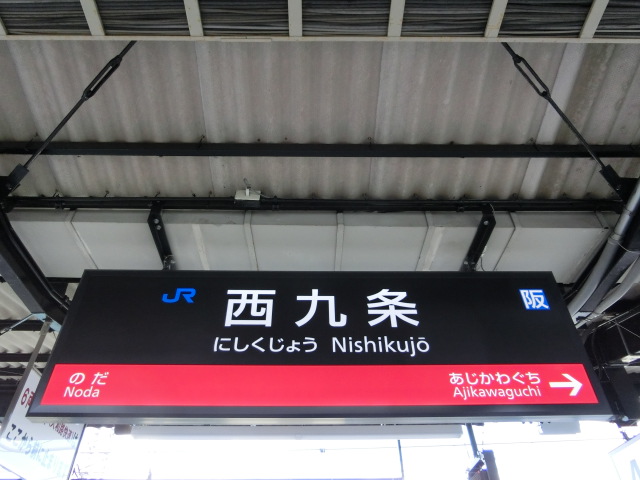 JR 西九条 阪
にしくじょう Nishikujō
のだ あじかわぐち
Noda Ajikawaguchi